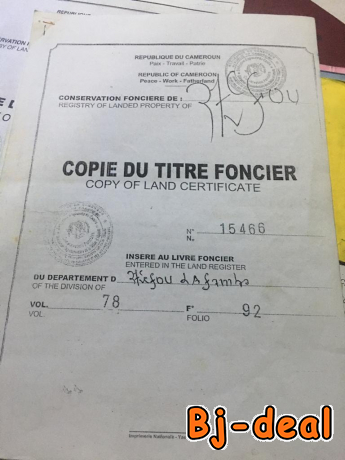 REPUBLIQUE DU CAMEROUN
Paix - Travail - Patrie
REPUBLIC OF CAMEROON
Peace - Work - Fatherland
CONSERVATION FONCIERE DE :
REGISTRY OF LANDED PROPERTY OF
COPIE DU TITRE FONCIER
COPY OF LAND CERTIFICATE
N° 15466
No.
INSERE AU LIVRE FONCIER
ENTERED IN THE LAND REGISTER
DU DEPARTEMENT D
OF THE DIVISION OF
VOL. 78 F° 92
VOL. FOLIO
Imprimerie Nationale
Bj-deal